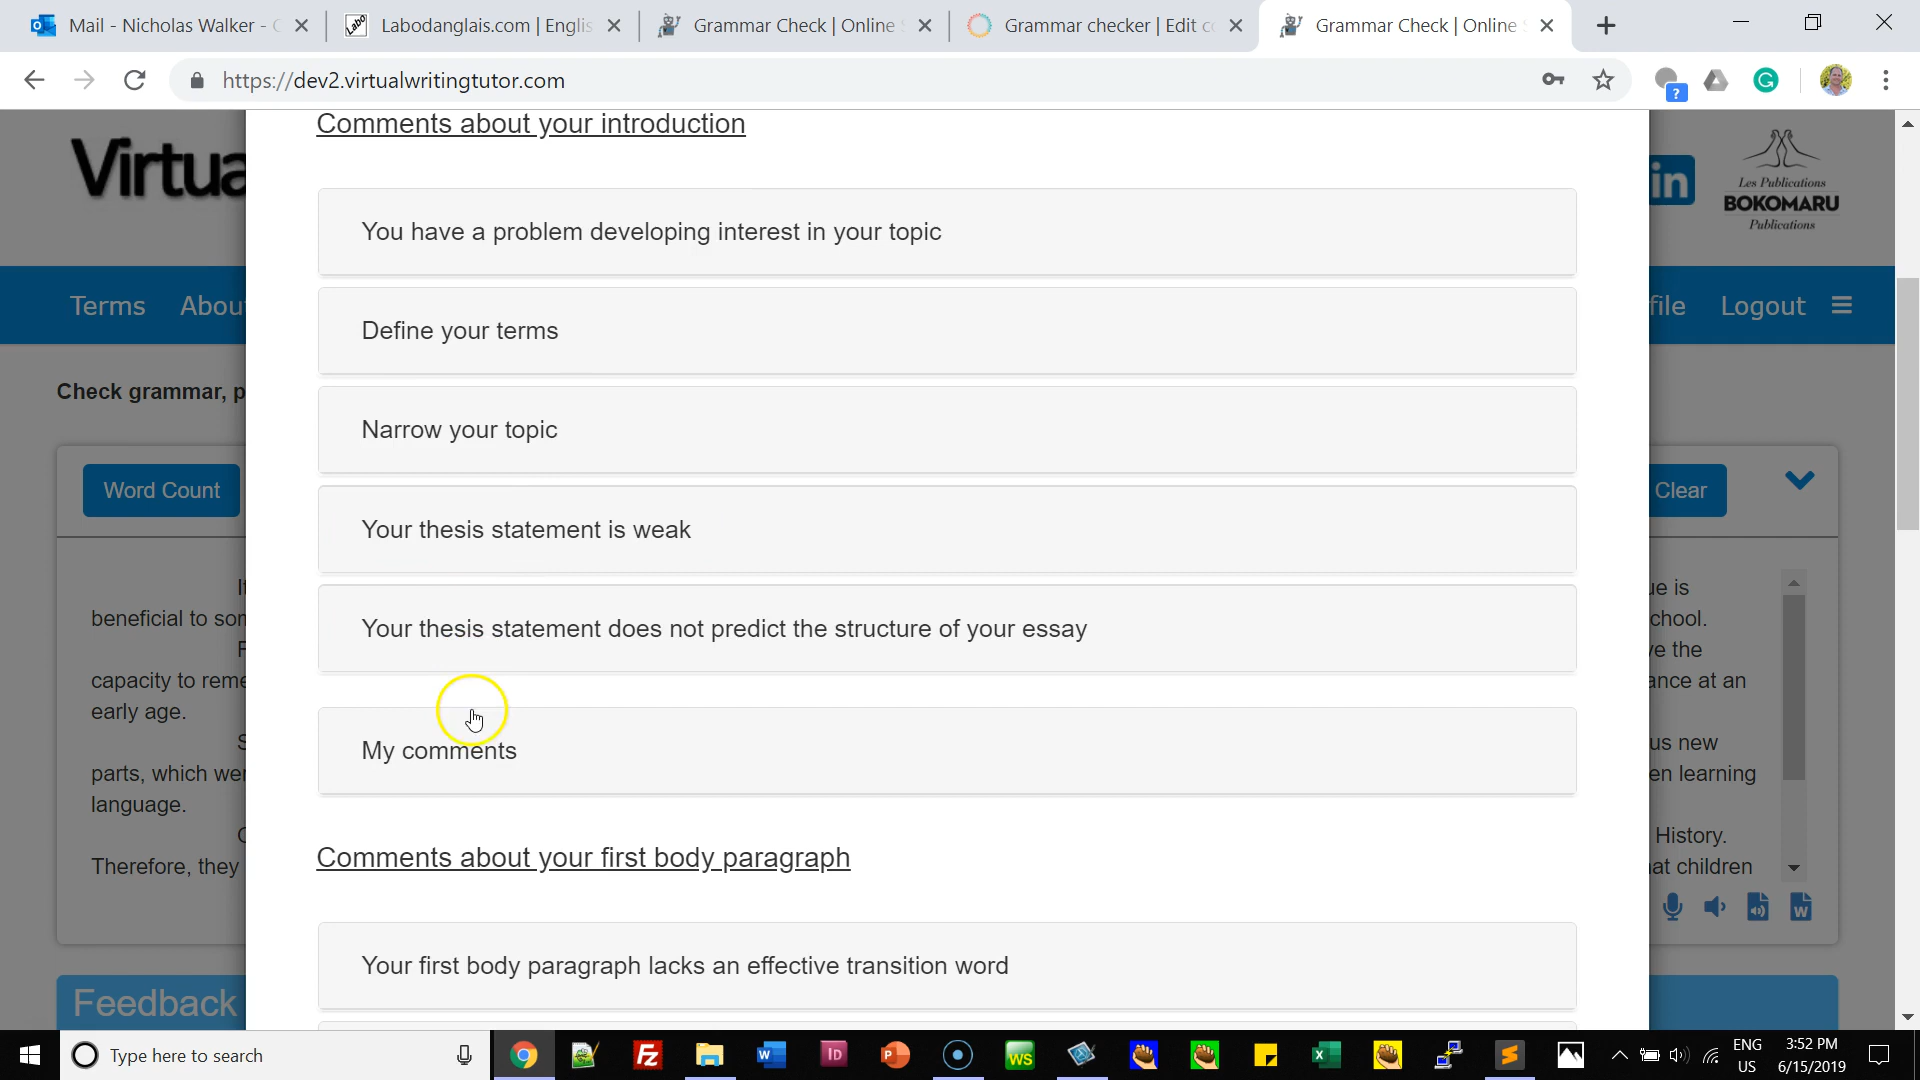 Mail - Nicholas Walker -
Labodanglais.com | Englis
Grammar Check | Online
Grammar checker | Edit c
Grammar Check | Online
https://dev2.virtualwritingtutor.com
Comments about your introduction
Virtua
in
Les Publications
BOKOMARU
Publications
You have a problem developing interest in your topic
Terms
Abou
file
Logout
Define your terms
Check grammar, p
Narrow your topic
Word Count
Clear
Your thesis statement is weak
ue is
beneficial to son
chool.
Your thesis statement does not predict the structure of your essay
ve the
capacity to reme
ance at an
early age.
us new
My comments
parts, which wer
en learning
language.
History.
Comments about your first body paragraph
Therefore, they
at children
Your first body paragraph lacks an effective transition word
Feedback
Type here to search
ENG
US
3:52 PM
6/15/2019